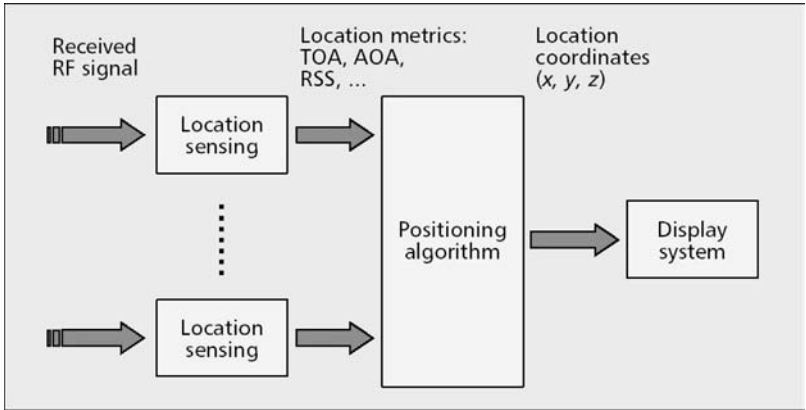 Received
RF signal
Location metrics:
TOA, AOA,
RSS, ...
Location
coordinates
(x, y, z)
Location
sensing
Positioning
algorithm
Display
system
Location
sensing